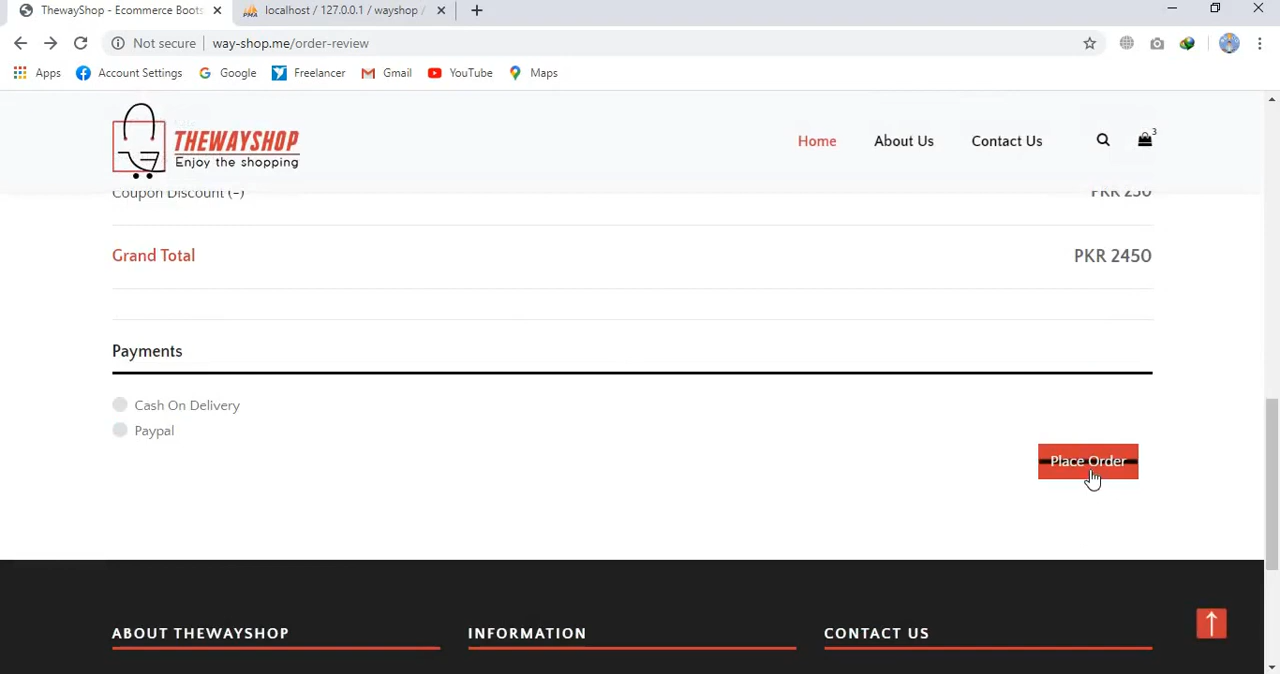 ThewayShop - Ecommerce Boots
localhost / 127.0.0.1 / wayshop /
Not secure
way-shop.me/order-review
Apps
Account Settings
Google
Freelancer
Gmail
YouTube
Maps
THEWAYSHOP
Enjoy the shopping
Home
About Us
Contact Us
3
Coupon Discount (-)
PKR 250
Grand Total
PKR 2450
Payments
Cash On Delivery
Paypal
Place Order
ABOUT THEWAYSHOP
INFORMATION
CONTACT US